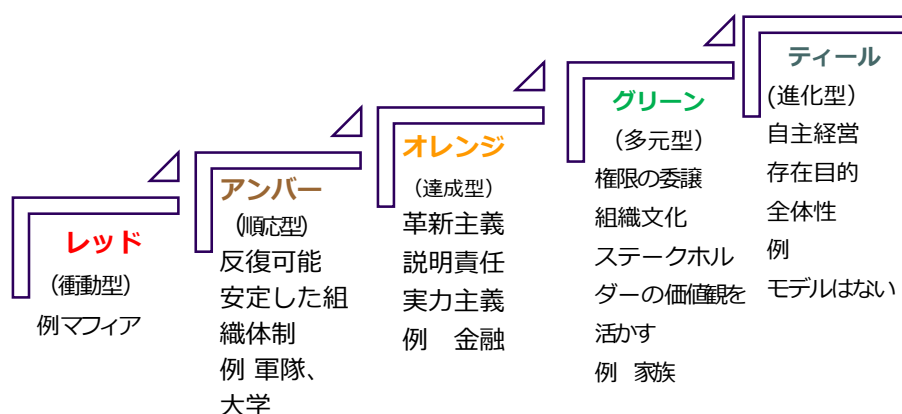 レッド
（衝動型）
例マフィア
アンバー
（順応型）
反復可能
安定した組
織体制
例 軍隊、
大学
オレンジ
（達成型）
革新主義
説明責任
実力主義
例　金融
グリーン
（多元型）
権限の委譲
組織文化
ステークホル
ダーの価値観を
活かす
例　家族
ティール
(進化型）
自主経営
存在目的
全体性
例
モデルはない